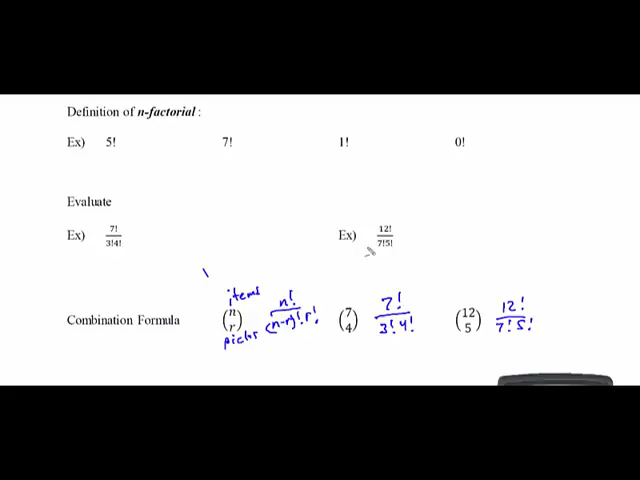 Definition of n-factorial :
Ex) 5! 7! 1! 0!
Evaluate
Ex) 7!/3!4! Ex) 12!/7!5!
items
Combination Formula (n r) n!/(n-r)!·r! (7 4) 7!/3!4! (12 5) 12!/7!5!